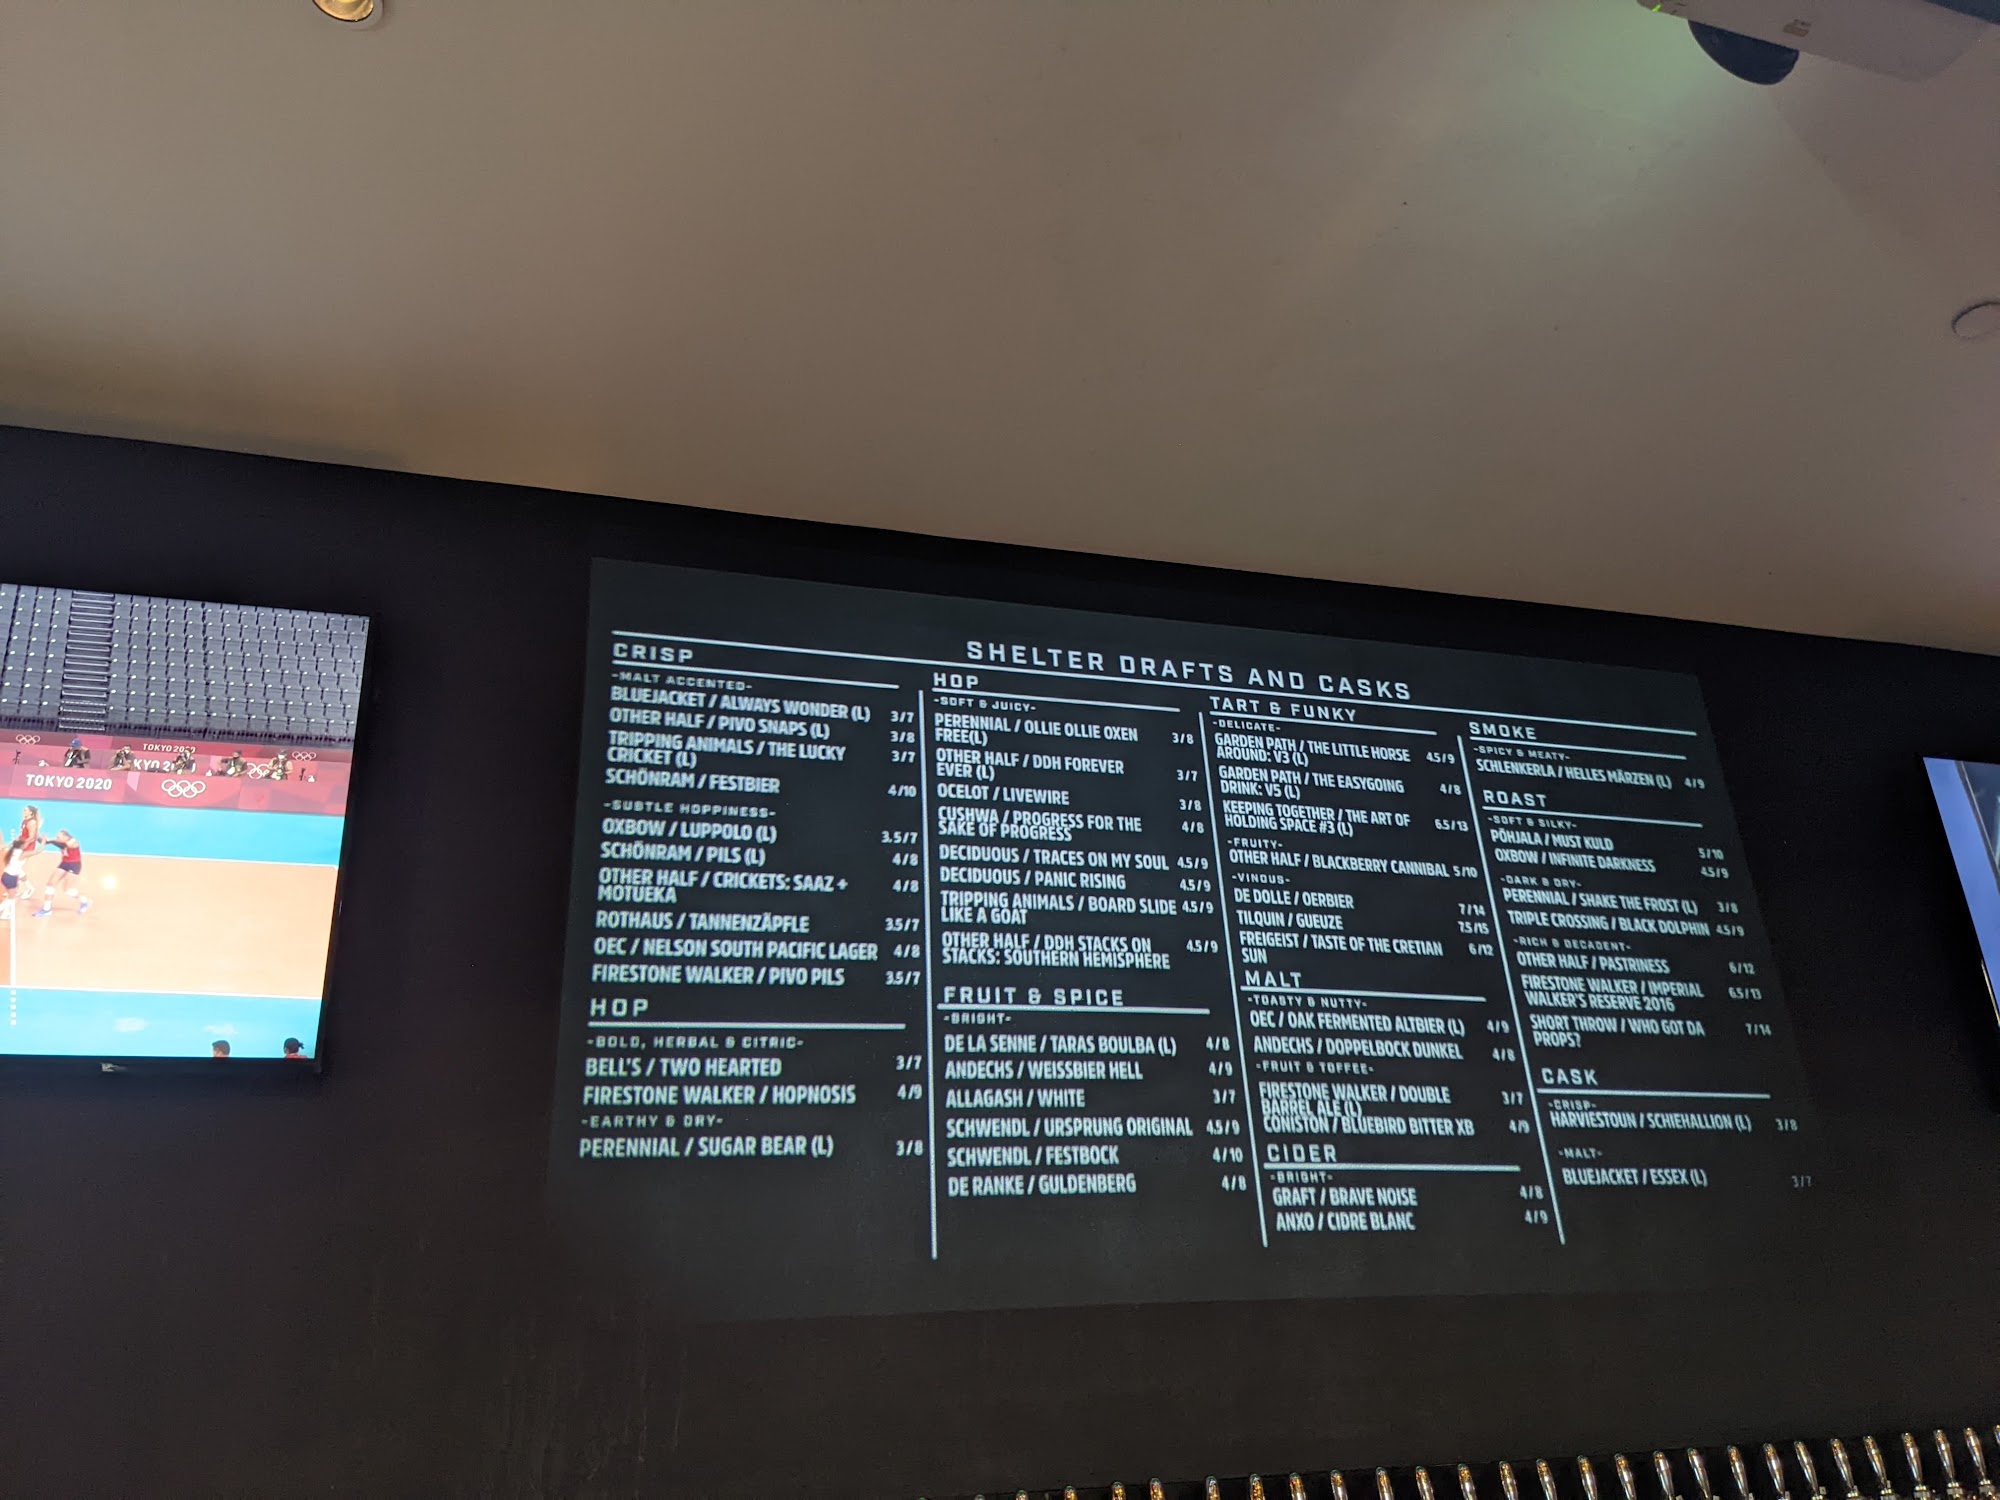 TOKYO 2020
TOKYO 2020
SHELTER DRAFTS AND CASKS
CRISP
-MALT ACCENTED-
BLUEJACKET / ALWAYS WONDER (L) 3/7
OTHER HALF / PIVO SNAPS (L) 3/8
TRIPPING ANIMALS / THE LUCKY 3/7
CRICKET (L)
SCHÖNRAM / FESTBIER 4/10
-SUBTLE HOPPINESS-
OXBOW / LUPPOLO (L) 3.5/7
SCHÖNRAM / PILS (L) 4/8
OTHER HALF / CRICKETS: SAAZ + 4/8
MOTUEKA
ROTHAUS / TANNENZÄPFLE 3.5/7
OEC / NELSON SOUTH PACIFIC LAGER 4/8
FIRESTONE WALKER / PIVO PILS 3.5/7
HOP
-BOLD, HERBAL & CITRIC-
BELL'S / TWO HEARTED 3/7
FIRESTONE WALKER / HOPNOSIS 4/9
-EARTHY & DRY-
PERENNIAL / SUGAR BEAR (L) 3/8
HOP
-SOFT & JUICY-
PERENNIAL / OLLIE OLLIE OXEN 3/8
FREE(L)
OTHER HALF / DDH FOREVER 3/7
EVER (L)
OCELOT / LIVEWIRE 3/8
CUSHWA / PROGRESS FOR THE 4/8
SAKE OF PROGRESS
DECIDUOUS / TRACES ON MY SOUL 4.5/9
DECIDUOUS / PANIC RISING 4.5/9
TRIPPING ANIMALS / BOARD SLIDE 4.5/9
LIKE A GOAT
OTHER HALF / DDH STACKS ON 4.5/9
STACKS: SOUTHERN HEMISPHERE
FRUIT & SPICE
-BRIGHT-
DE LA SENNE / TARAS BOULBA (L) 4/8
ANDECHS / WEISSBIER HELL 4/9
ALLAGASH / WHITE 3/7
SCHWENDL / URSPRUNG ORIGINAL 4.5/9
SCHWENDL / FESTBOCK 4/10
DE RANKE / GULDENBERG 4/8
TART & FUNKY
-DELICATE-
GARDEN PATH / THE LITTLE HORSE 4.5/9
AROUND: V3 (L)
GARDEN PATH / THE EASYGOING 4/8
DRINK: V5 (L)
KEEPING TOGETHER / THE ART OF 6.5/13
HOLDING SPACE #3 (L)
-FRUITY-
OTHER HALF / BLACKBERRY CANNIBAL 5/10
-VINOUS-
DE DOLLE / OERBIER 7/14
TILQUIN / GUEUZE 7.5/15
FREIGEIST / TASTE OF THE CRETIAN 6/12
SUN
MALT
-TOASTY & NUTTY-
OEC / OAK FERMENTED ALTBIER (L) 4/9
ANDECHS / DOPPELBOCK DUNKEL 4/8
-FRUIT & TOFFEE-
FIRESTONE WALKER / DOUBLE 3/7
BARREL ALE (L)
CONISTON / BLUEBIRD BITTER XB 4/9
CIDER
-BRIGHT-
GRAFT / BRAVE NOISE 4/8
ANXO / CIDRE BLANC 4/9
SMOKE
-SPICY & MEATY-
SCHLENKERLA / HELLES MÄRZEN (L) 4/9
ROAST
-SOFT & SILKY-
PÕHJALA / MUST KULD 5/10
OXBOW / INFINITE DARKNESS 4.5/9
-DARK & DRY-
PERENNIAL / SHAKE THE FROST (L) 3/8
TRIPLE CROSSING / BLACK DOLPHIN 4.5/9
-RICH & DECADENT-
OTHER HALF / PASTRINESS 6/12
FIRESTONE WALKER / IMPERIAL 6.5/13
WALKER'S RESERVE 2016
SHORT THROW / WHO GOT DA 7/14
PROPS?
CASK
-CRISP-
HARVIESTOUN / SCHIEHALLION (L) 3/8
-MALT-
BLUEJACKET / ESSEX (L) 3/7